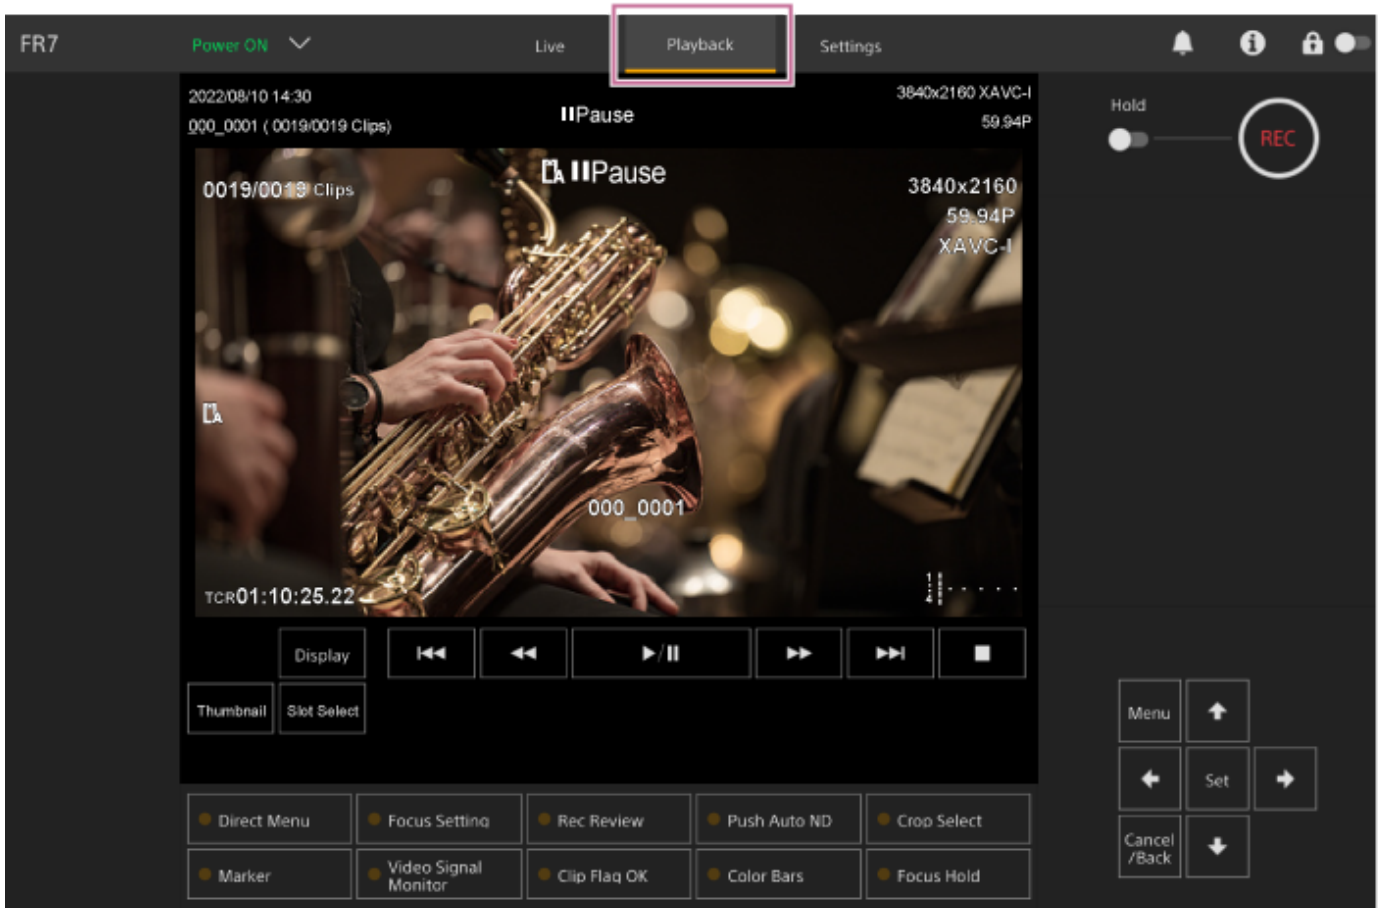 FR7
Power ON
Live
Playback
Settings
2022/08/10 14:30
000_0001 ( 0019/0019 Clips)
Pause
3840x2160 XAVC-I
59.94P
Hold
REC
0019/0019 Clips
Pause
3840x2160
59.94P
XAVC-I
000_0001
TCR01:10:25.22
Display
Thumbnail
Slot Select
Menu
Set
Cancel
/Back
Direct Menu
Focus Setting
Rec Review
Push Auto ND
Crop Select
Marker
Video Signal
Monitor
Clip Flag OK
Color Bars
Focus Hold